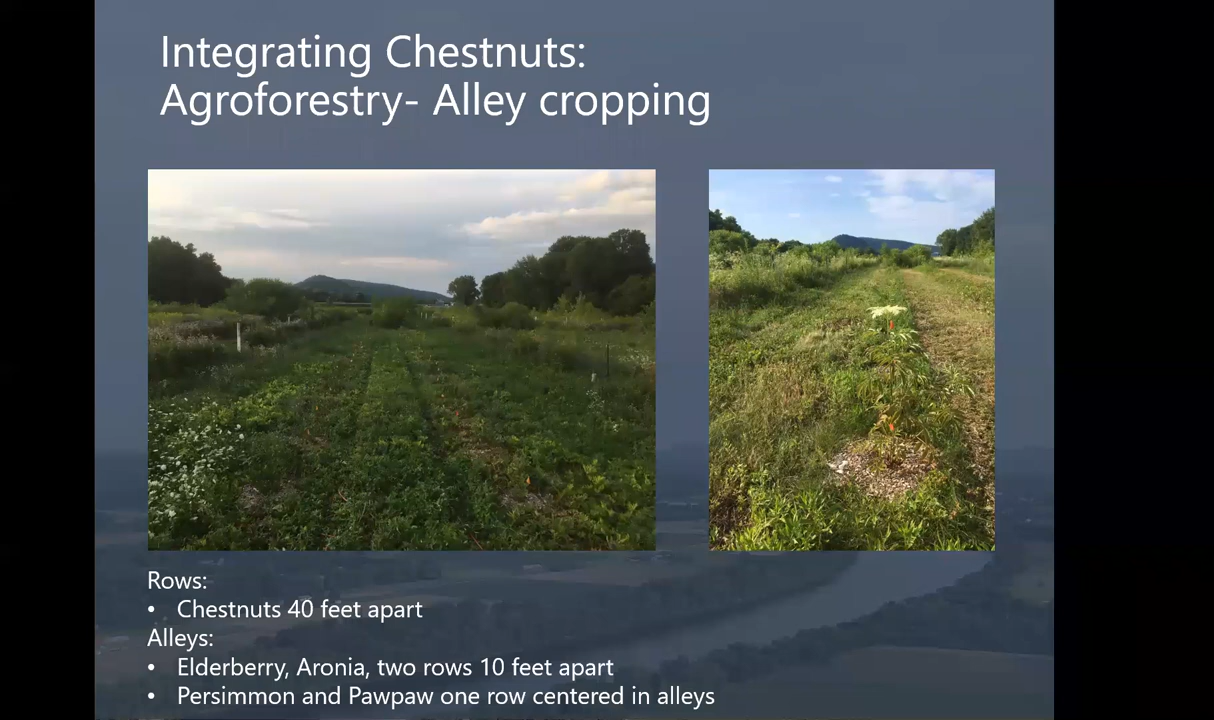 Integrating Chestnuts:
Agroforestry- Alley cropping
Rows:
• Chestnuts 40 feet apart
Alleys:
• Elderberry, Aronia, two rows 10 feet apart
• Persimmon and Pawpaw one row centered in alleys